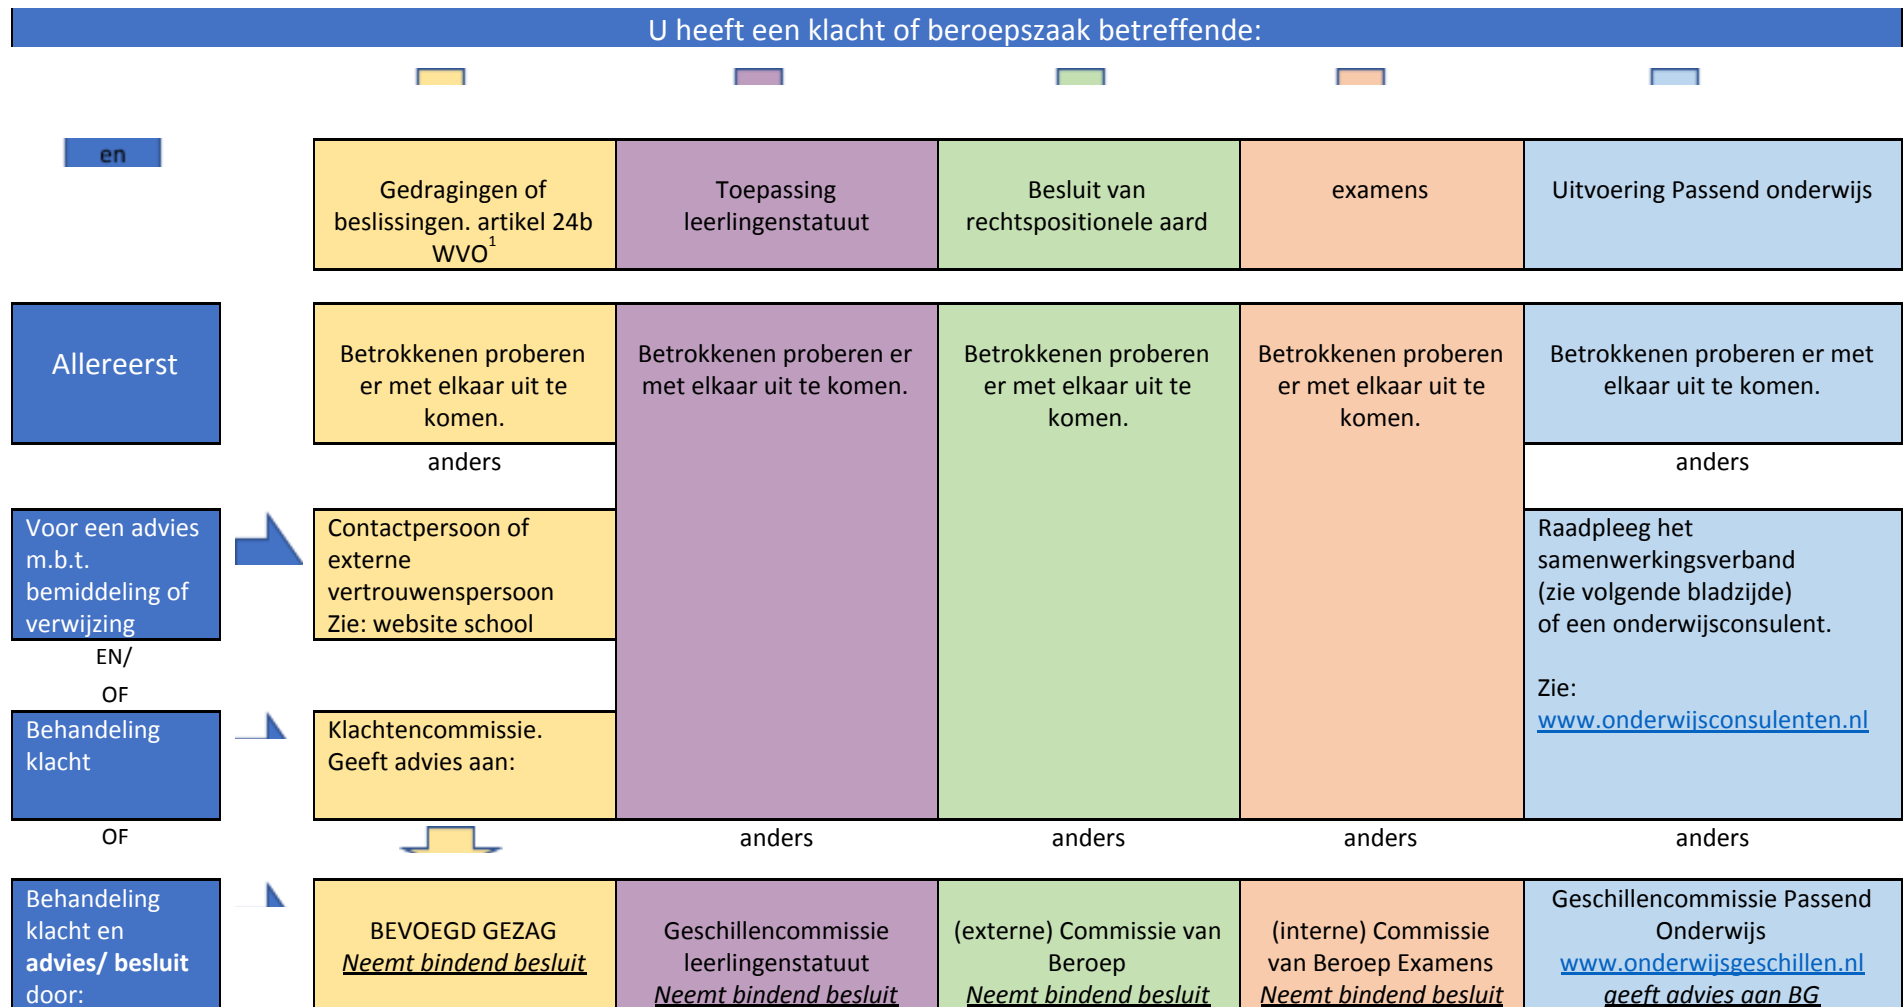 U heeft een klacht of beroepszaak betreffende:
en
Gedragingen of
beslissingen. artikel 24b
WVO1
Toepassing
leerlingenstatuut
Besluit van
rechtspositionele aard
examens
Uitvoering Passend onderwijs
Allereerst
Betrokkenen proberen
er met elkaar uit te
komen.
Betrokkenen proberen er
met elkaar uit te komen.
Betrokkenen proberen
er met elkaar uit te
komen.
Betrokkenen proberen
er met elkaar uit te
komen.
Betrokkenen proberen er met
elkaar uit te komen.
anders
anders
Voor een advies
m.b.t.
bemiddeling of
verwijzing
Contactpersoon of
externe
vertrouwenspersoon
Zie: website school
Raadpleeg het
samenwerkingsverband
(zie volgende bladzijde)
of een onderwijsconsulent.
Zie:
www.onderwijsconsulenten.nl
EN/
OF
Behandeling
klacht
Klachtencommissie.
Geeft advies aan:
OF
anders
anders
anders
anders
Behandeling
klacht en
advies/ besluit
door:
BEVOEGD GEZAG
Neemt bindend besluit
Geschillencommissie
leerlingenstatuut
Neemt bindend besluit
(externe) Commissie van
Beroep
Neemt bindend besluit
(interne) Commissie
van Beroep Examens
Neemt bindend besluit
Geschillencommissie Passend
Onderwijs
www.onderwijsgeschillen.nl
geeft advies aan BG